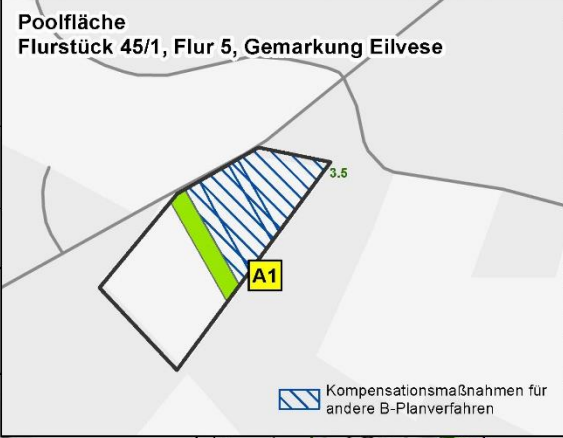 Poolfläche
Flurstück 45/1, Flur 5, Gemarkung Eilvese
3.5
A1
Kompensationsmaßnahmen für
andere B-Planverfahren